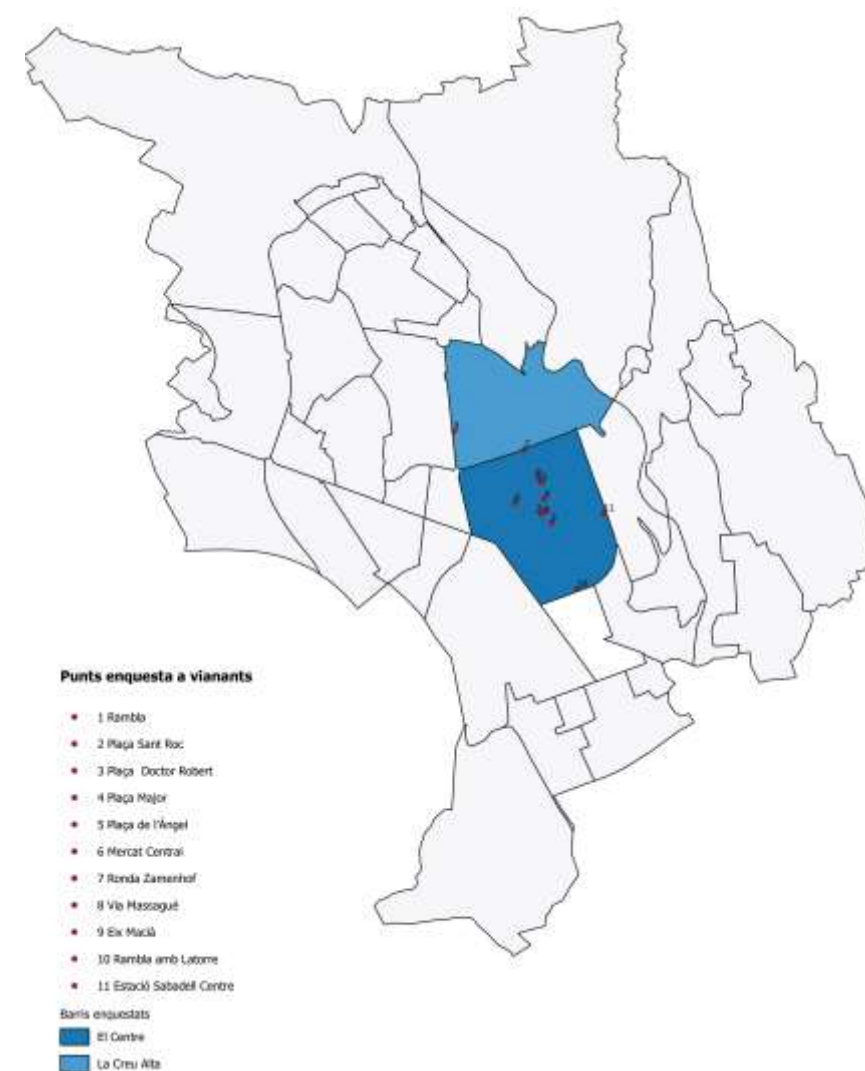 11
Punts enquesta a vianants
1 Rambla
2 Plaça Sant Roc
3 Plaça Doctor Robert
4 Plaça Major
5 Plaça de l'Àngel
6 Mercat Central
7 Ronda Zamenhof
8 Via Massagué
9 Eix Macià
10 Rambla amb Latorre
11 Estació Sabadell Centre
Barris enquestats
El Centre
La Creu Alta